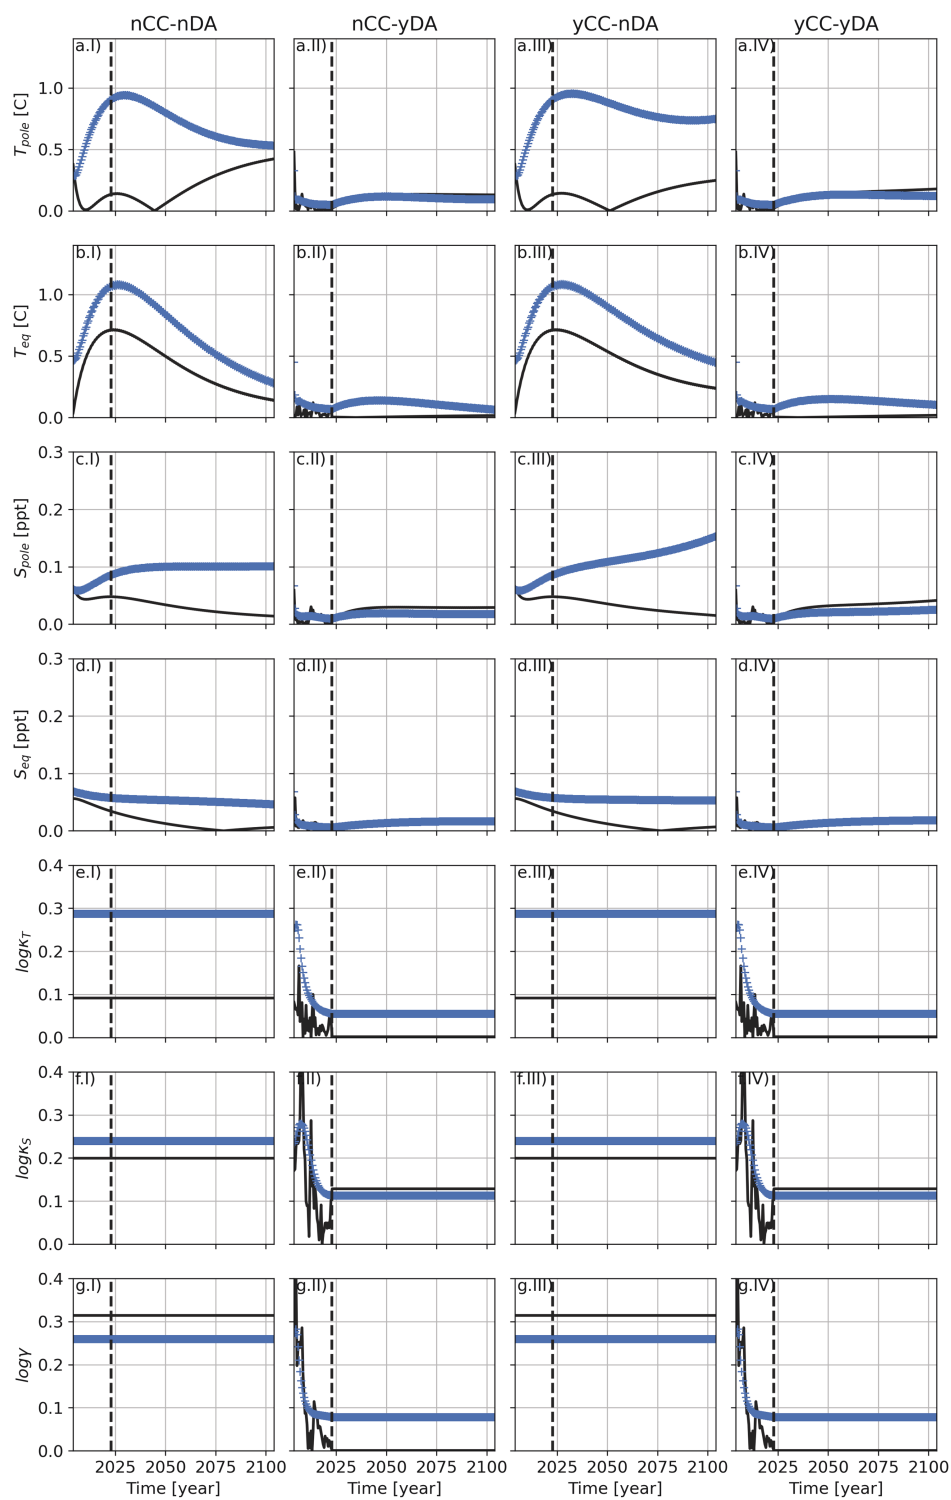 nCC-nDA nCC-yDA yCC-nDA yCC-yDA
a.I) a.II) a.III) a.IV)
1.0
0.5
0.0
T_pole [C]
b.I) b.II) b.III) b.IV)
1.0
0.5
0.0
T_eq [C]
c.I) c.II) c.III) c.IV)
0.3
0.2
0.1
0.0
S_pole [ppt]
d.I) d.II) d.III) d.IV)
0.3
0.2
0.1
0.0
S_eq [ppt]
e.I) e.II) e.III) e.IV)
0.4
0.3
0.2
0.1
0.0
logκ_T
f.I) f.II) f.III) f.IV)
0.4
0.3
0.2
0.1
0.0
logκ_S
g.I) g.II) g.III) g.IV)
0.4
0.3
0.2
0.1
0.0
logγ
2025 2050 2075 2100 2025 2050 2075 2100 2025 2050 2075 2100 2025 2050 2075 2100
Time [year] Time [year] Time [year] Time [year]